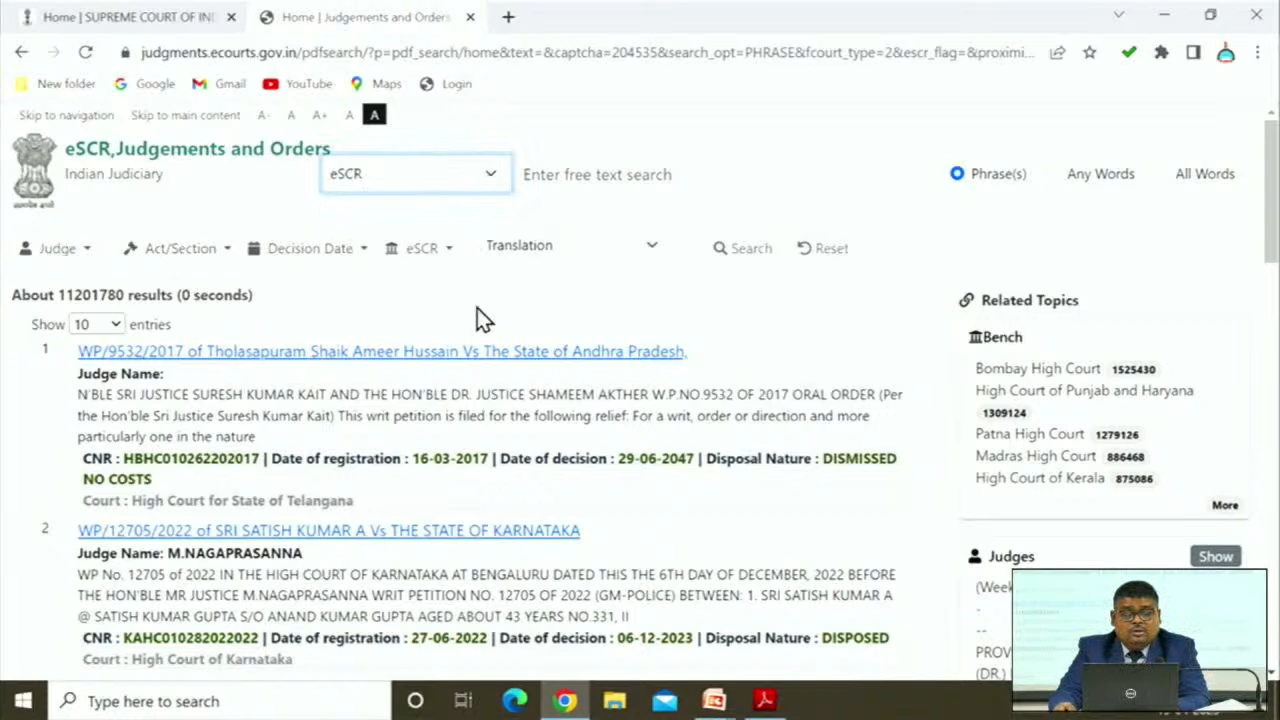 Home | SUPREME COURT OF IN
Home | Judgements and Orders
judgments.ecourts.gov.in/pdfsearch/?p=pdf_search/home&text=&captcha=204535&search_opt=PHRASE&fcourt_type=2&escr_flag=&proximi...
New folder Google Gmail YouTube Maps Login
Skip to navigation Skip to main content A- A A+ A A
eSCR,Judgements and Orders
Indian Judiciary
eSCR Enter free text search Phrase(s) Any Words All Words
Judge Act/Section Decision Date eSCR Translation Search Reset
About 11201780 results (0 seconds)
Show 10 entries
1 WP/9532/2017 of Tholasapuram Shaik Ameer Hussain Vs The State of Andhra Pradesh,
Judge Name:
N'BLE SRI JUSTICE SURESH KUMAR KAIT AND THE HON'BLE DR. JUSTICE SHAMEEM AKTHER W.P.NO.9532 OF 2017 ORAL ORDER (Per
the Hon'ble Sri Justice Suresh Kumar Kait) This writ petition is filed for the following relief: For a writ, order or direction and more
particularly one in the nature
CNR : HBHC010262202017 | Date of registration : 16-03-2017 | Date of decision : 29-06-2047 | Disposal Nature : DISMISSED
NO COSTS
Court : High Court for State of Telangana
2 WP/12705/2022 of SRI SATISH KUMAR A Vs THE STATE OF KARNATAKA
Judge Name: M.NAGAPRASANNA
WP No. 12705 of 2022 IN THE HIGH COURT OF KARNATAKA AT BENGALURU DATED THIS THE 6TH DAY OF DECEMBER, 2022 BEFORE
THE HON'BLE MR JUSTICE M.NAGAPRASANNA WRIT PETITION NO. 12705 OF 2022 (GM-POLICE) BETWEEN: 1. SRI SATISH KUMAR A
@ SATISH KUMAR GUPTA S/O ANAND KUMAR GUPTA AGED ABOUT 43 YEARS NO.331, II
CNR : KAHC010282022022 | Date of registration : 27-06-2022 | Date of decision : 06-12-2023 | Disposal Nature : DISPOSED
Court : High Court of Karnataka
Related Topics
Bench
Bombay High Court 1525430
High Court of Punjab and Haryana
1309124
Patna High Court 1279126
Madras High Court 886468
High Court of Kerala 875086
More
Judges Show
(Wee
-
--
PROV
(DR.)
Type here to search